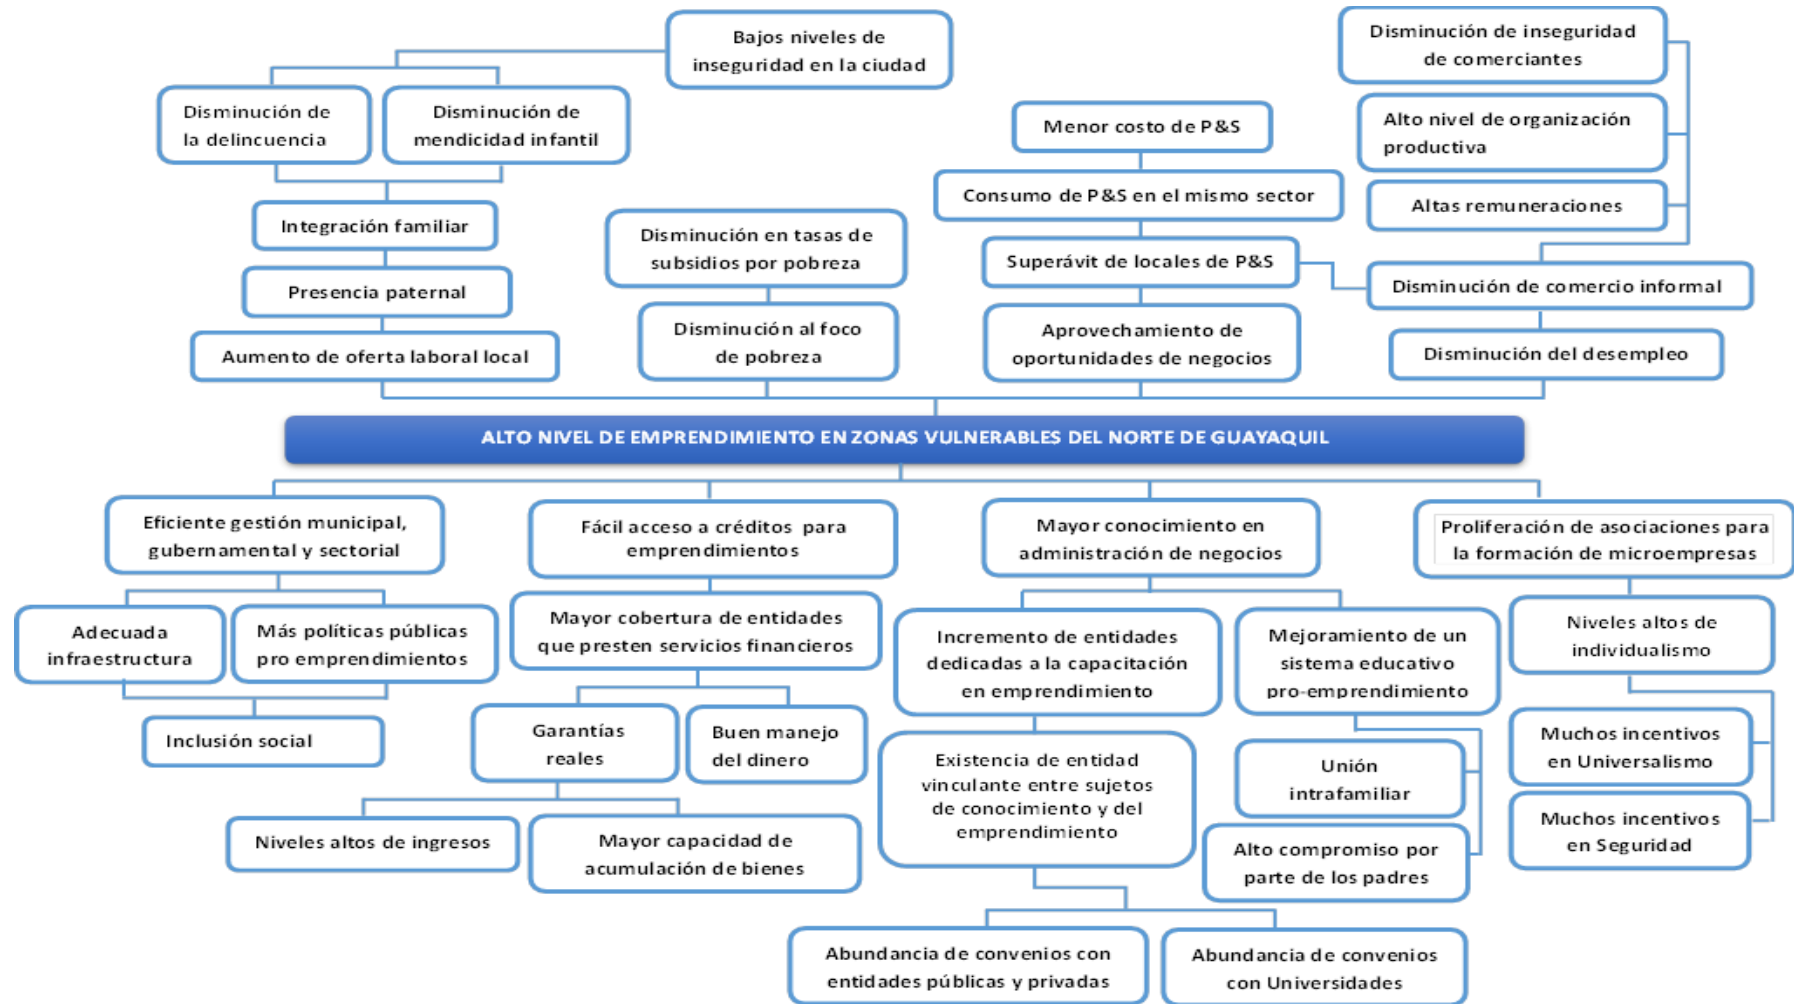 Bajos niveles de
inseguridad en la ciudad
Disminución de inseguridad
de comerciantes
Disminución de
la delincuencia
Disminución de
mendicidad infantil
Menor costo de P&S
Alto nivel de organización
productiva
Consumo de P&S en el mismo sector
Altas remuneraciones
Integración familiar
Disminución en tasas de
subsidios por pobreza
Superávit de locales de P&S
Presencia paternal
Disminución de comercio informal
Aumento de oferta laboral local
Disminución al foco
de pobreza
Aprovechamiento de
oportunidades de negocios
Disminución del desempleo
ALTO NIVEL DE EMPRENDIMIENTO EN ZONAS VULNERABLES DEL NORTE DE GUAYAQUIL
Eficiente gestión municipal,
gubernamental y sectorial
Fácil acceso a créditos para
emprendimientos
Mayor conocimiento en
administración de negocios
Proliferación de asociaciones para
la formación de microempresas
Adecuada
infraestructura
Más políticas públicas
pro emprendimientos
Mayor cobertura de entidades
que presten servicios financieros
Incremento de entidades
dedicadas a la capacitación
en emprendimiento
Mejoramiento de un
sistema educativo
pro-emprendimiento
Niveles altos de
individualismo
Inclusión social
Garantías
reales
Buen manejo
del dinero
Existencia de entidad
vinculante entre sujetos
de conocimiento y del
emprendimiento
Unión
intrafamiliar
Muchos incentivos
en Universalismo
Niveles altos de ingresos
Mayor capacidad de
acumulación de bienes
Alto compromiso por
parte de los padres
Muchos incentivos
en Seguridad
Abundancia de convenios con
entidades públicas y privadas
Abundancia de convenios
con Universidades